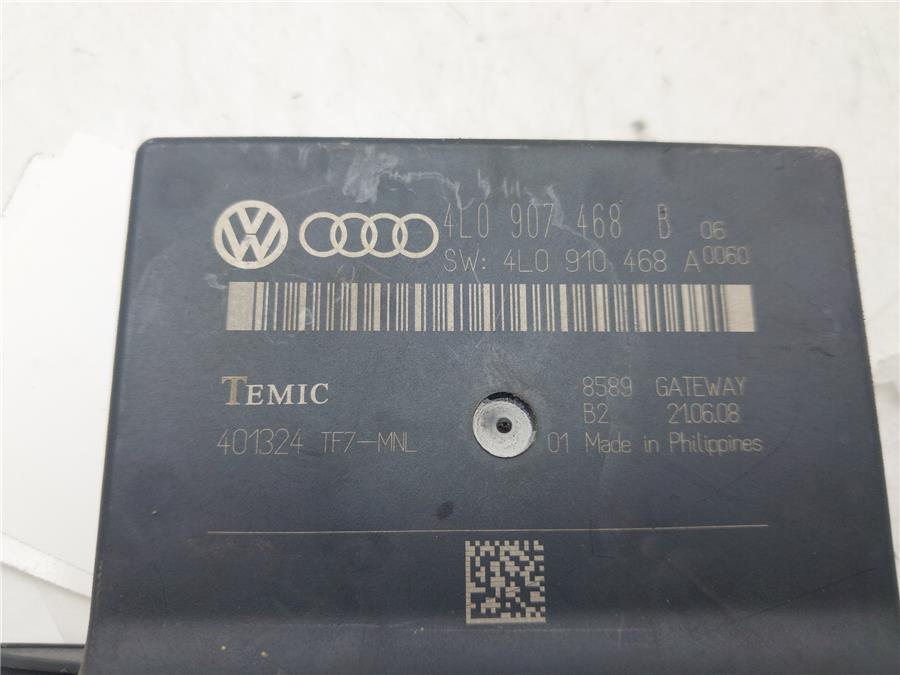 4L0 907 468 B 06
SW: 4L0 910 468 A 0060
TEMIC
8589 GATEWAY
B2 21.06.08
401324 TF7-MNL 01 Made in Philippines